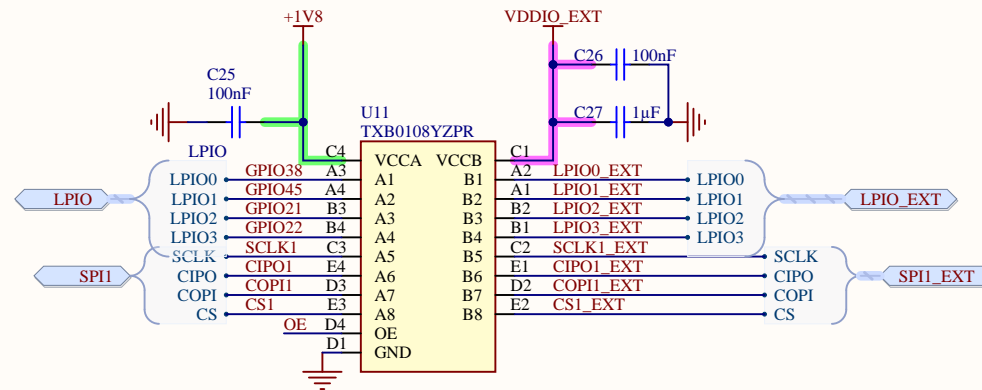 +1V8
VDDIO_EXT
C25
100nF
C26
100nF
C27
1µF
U11
TXB0108YZPR
LPIO
C4
VCCA
VCCB
C1
LPIO0
GPIO38
A3
A1
B1
A2
LPIO0_EXT
LPIO0
LPIO
LPIO1
GPIO45
A4
A2
B2
A1
LPIO1_EXT
LPIO1
LPIO_EXT
LPIO2
GPIO21
B3
A3
B3
B2
LPIO2_EXT
LPIO2
LPIO3
GPIO22
B4
A4
B4
B1
LPIO3_EXT
LPIO3
SCLK
SCLK1
C3
A5
B5
C2
SCLK1_EXT
SCLK
SPI1
CIPO
CIPO1
E4
A6
B6
E1
CIPO1_EXT
CIPO
SPI1_EXT
COPI
COPI1
D3
A7
B7
D2
COPI1_EXT
COPI
CS
CS1
E3
A8
B8
E2
CS1_EXT
CS
OE
D4
OE
D1
GND